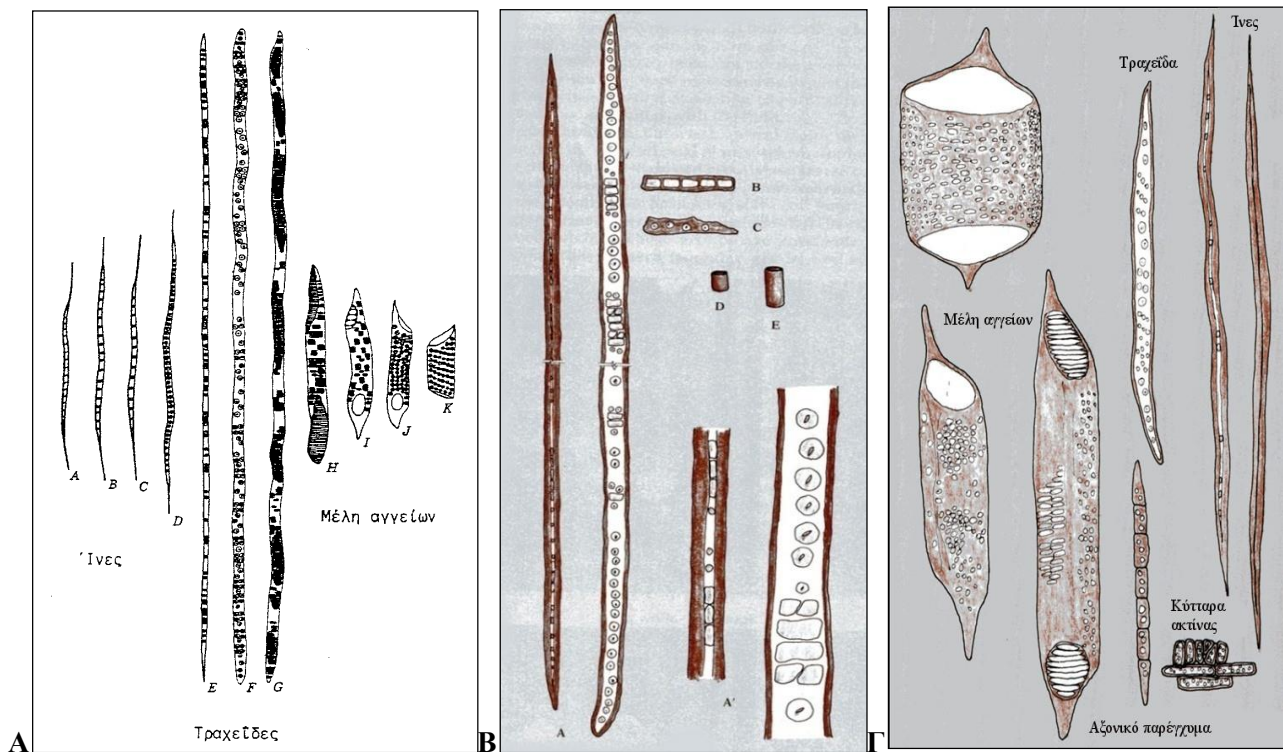 A
B
C
D
E
F
G
H
I
J
K
Ίνες
Μέλη αγγείων
Τραχεΐδες
Α
A
B
C
D
E
A'
Β
Ίνες
Τραχεΐδα
Μέλη αγγείων
Κύτταρα
ακτίνας
Αξονικό παρέγχυμα
Γ